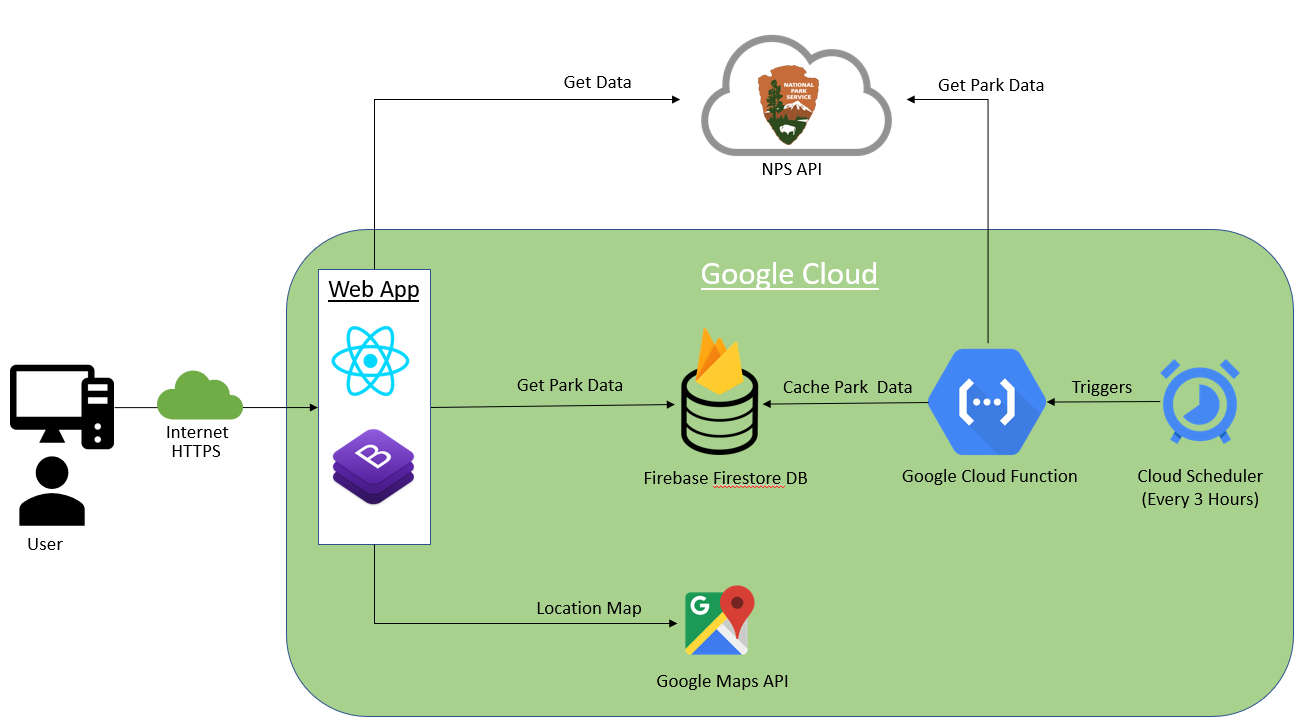 Get Data
NATIONAL
PARK
SERVICE
Get Park Data
NPS API
Google Cloud
Web App
Get Park Data
Cache Park  Data
Triggers
Internet
HTTPS
B
Firebase Firestore DB
Google Cloud Function
Cloud Scheduler
(Every 3 Hours)
User
Location Map
G
Google Maps API